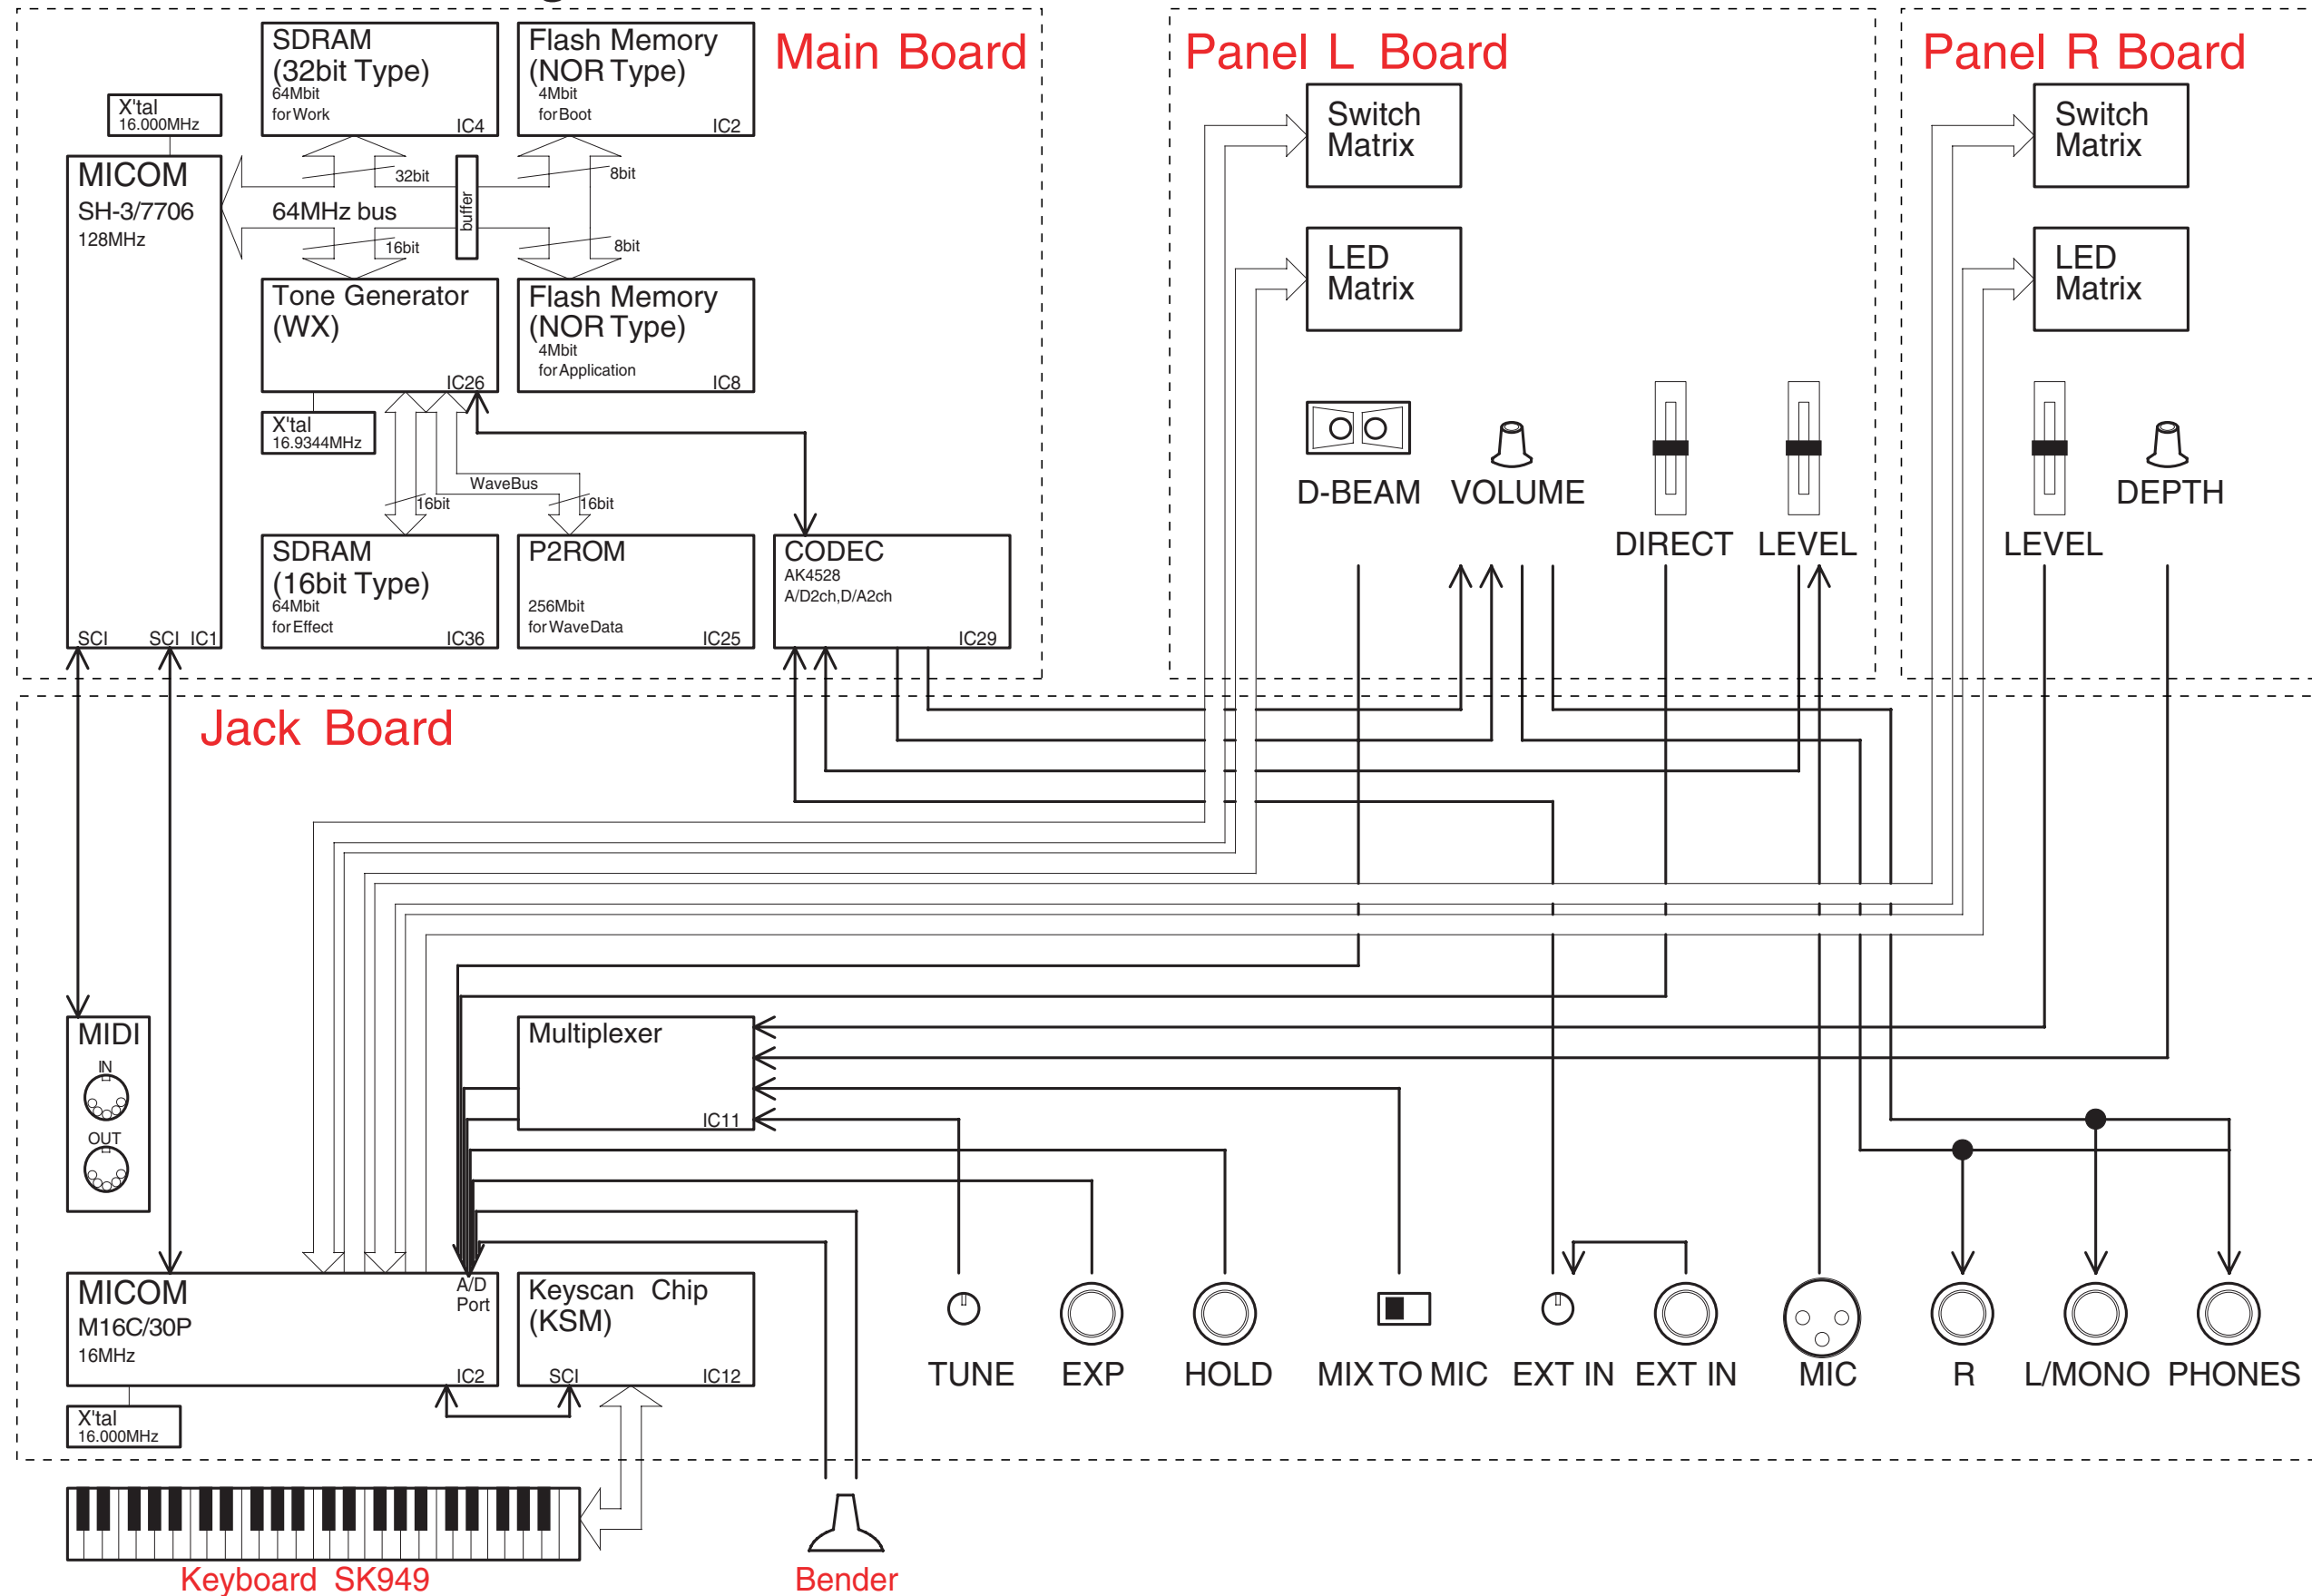 Main Board
SDRAM
(32bit Type)
64Mbit
for Work
IC4
Flash Memory
(NOR Type)
4Mbit
for Boot
IC2
X'tal
16.000MHz
MICOM
SH-3/7706
128MHz
SCI
SCI
IC1
32bit
8bit
64MHz bus
buffer
16bit
8bit
Tone Generator
(WX)
IC26
Flash Memory
(NOR Type)
4Mbit
for Application
IC8
X'tal
16.9344MHz
WaveBus
16bit
16bit
SDRAM
(16bit Type)
64Mbit
for Effect
IC36
P2ROM
256Mbit
for Wave Data
IC25
CODEC
AK4528
A/D2ch,D/A2ch
IC29
Panel L Board
Switch
Matrix
LED
Matrix
D-BEAM
VOLUME
DIRECT
LEVEL
Panel R Board
Switch
Matrix
LED
Matrix
LEVEL
DEPTH
Jack Board
MIDI
IN
OUT
Multiplexer
IC11
MICOM
M16C/30P
16MHz
A/D
Port
IC2
Keyscan Chip
(KSM)
SCI
IC12
X'tal
16.000MHz
TUNE
EXP
HOLD
MIX TO MIC
EXT IN
EXT IN
MIC
R
L/MONO
PHONES
Keyboard SK949
Bender